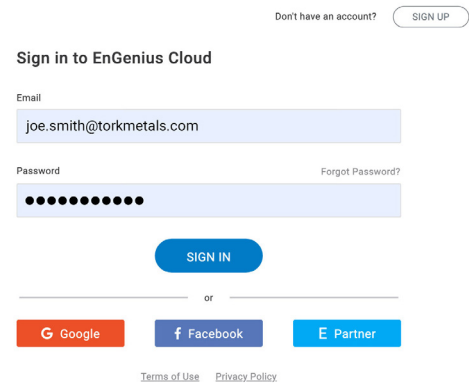 Don't have an account? SIGN UP
Sign in to EnGenius Cloud
Email
joe.smith@torkmetals.com
Password Forgot Password?
●●●●●●●●●●●
SIGN IN
or
G Google f Facebook E Partner
Terms of Use Privacy Policy